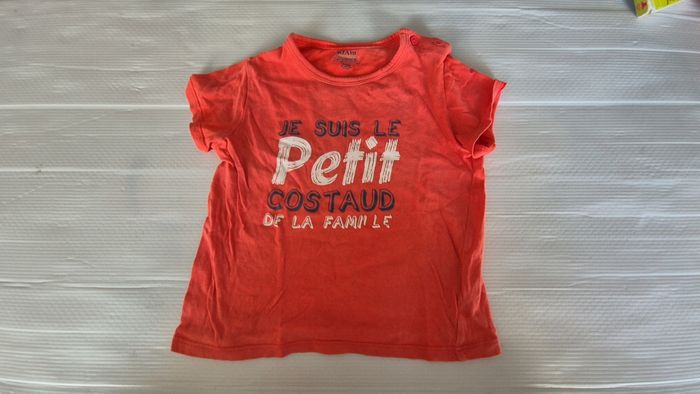 JE SUIS LE
Petit
COSTAUD
DE LA FAMILLE